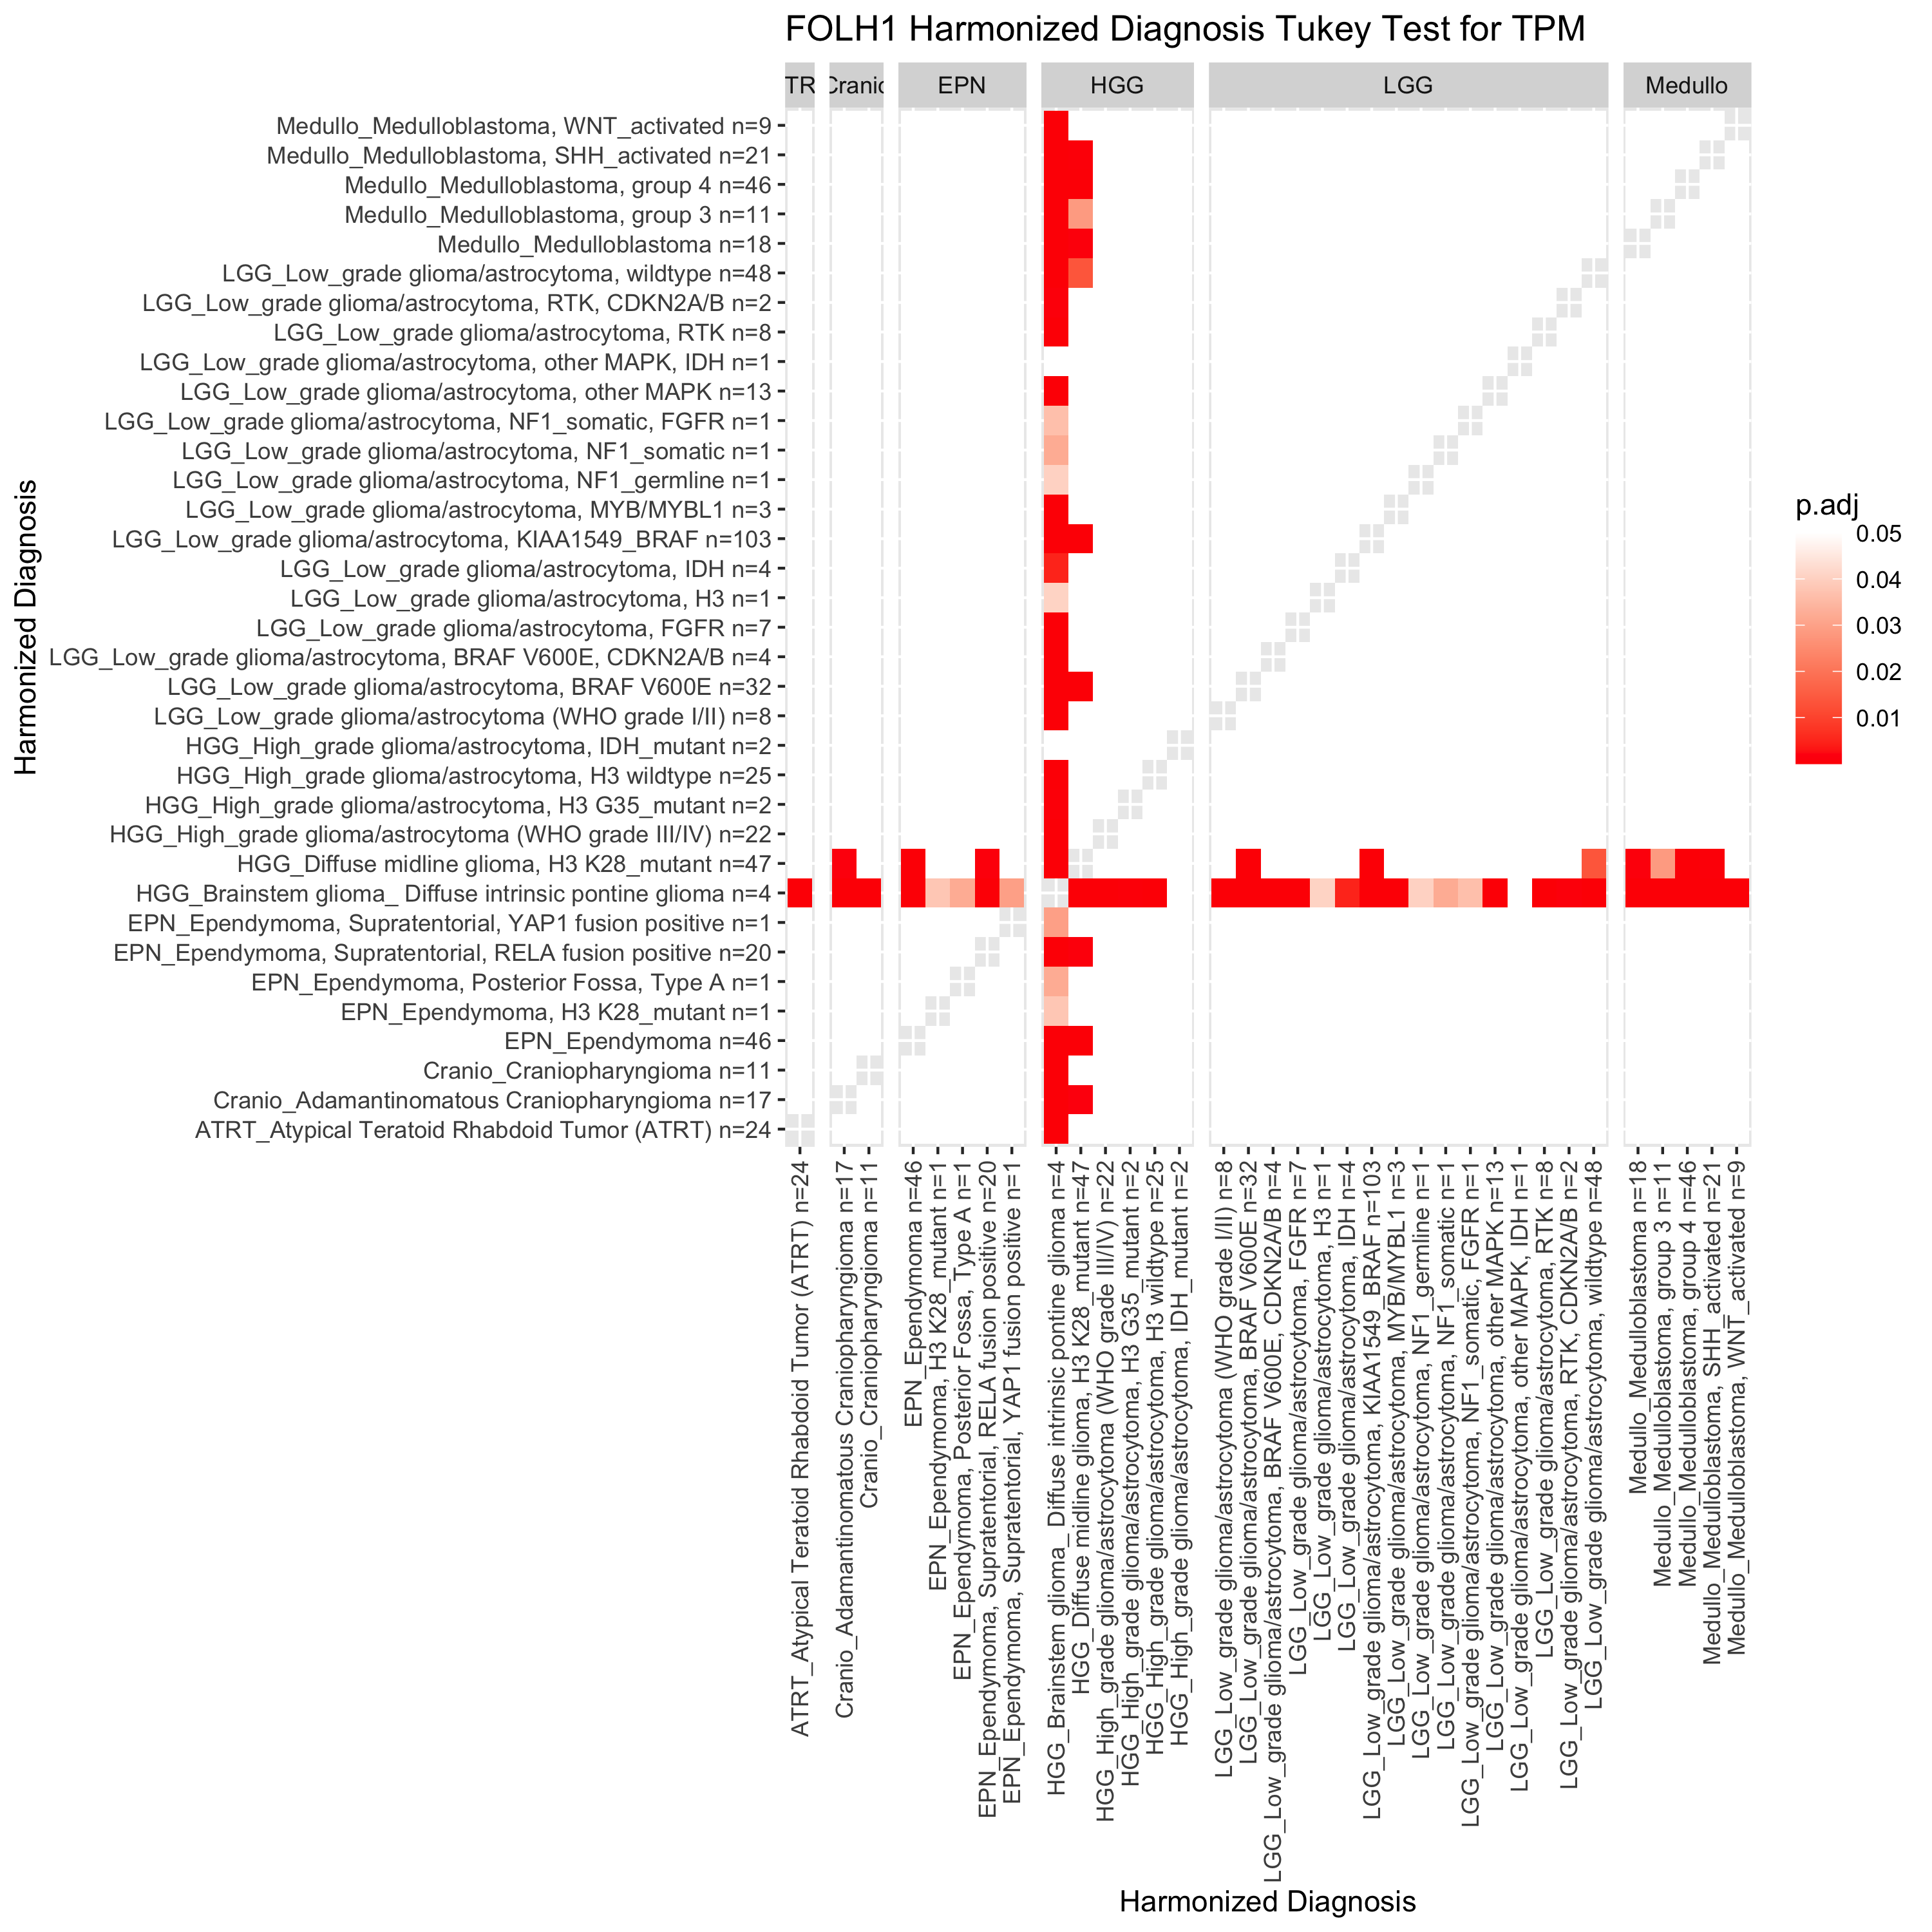 FOLH1 Harmonized Diagnosis Tukey Test for TPM
TR
Cranio
EPN
HGG
LGG
Medullo
Harmonized Diagnosis
Medullo_Medulloblastoma, WNT_activated n=9
Medullo_Medulloblastoma, SHH_activated n=21
Medullo_Medulloblastoma, group 4 n=46
Medullo_Medulloblastoma, group 3 n=11
Medullo_Medulloblastoma n=18
LGG_Low_grade glioma/astrocytoma, wildtype n=48
LGG_Low_grade glioma/astrocytoma, RTK, CDKN2A/B n=2
LGG_Low_grade glioma/astrocytoma, RTK n=8
LGG_Low_grade glioma/astrocytoma, other MAPK, IDH n=1
LGG_Low_grade glioma/astrocytoma, other MAPK n=13
LGG_Low_grade glioma/astrocytoma, NF1_somatic, FGFR n=1
LGG_Low_grade glioma/astrocytoma, NF1_somatic n=1
LGG_Low_grade glioma/astrocytoma, NF1_germline n=1
LGG_Low_grade glioma/astrocytoma, MYB/MYBL1 n=3
LGG_Low_grade glioma/astrocytoma, KIAA1549_BRAF n=103
LGG_Low_grade glioma/astrocytoma, IDH n=4
LGG_Low_grade glioma/astrocytoma, H3 n=1
LGG_Low_grade glioma/astrocytoma, FGFR n=7
LGG_Low_grade glioma/astrocytoma, BRAF V600E, CDKN2A/B n=4
LGG_Low_grade glioma/astrocytoma, BRAF V600E n=32
LGG_Low_grade glioma/astrocytoma (WHO grade I/II) n=8
HGG_High_grade glioma/astrocytoma, IDH_mutant n=2
HGG_High_grade glioma/astrocytoma, H3 wildtype n=25
HGG_High_grade glioma/astrocytoma, H3 G35_mutant n=2
HGG_High_grade glioma/astrocytoma (WHO grade III/IV) n=22
HGG_Diffuse midline glioma, H3 K28_mutant n=47
HGG_Brainstem glioma_ Diffuse intrinsic pontine glioma n=4
EPN_Ependymoma, Supratentorial, YAP1 fusion positive n=1
EPN_Ependymoma, Supratentorial, RELA fusion positive n=20
EPN_Ependymoma, Posterior Fossa, Type A n=1
EPN_Ependymoma, H3 K28_mutant n=1
EPN_Ependymoma n=46
Cranio_Craniopharyngioma n=11
Cranio_Adamantinomatous Craniopharyngioma n=17
ATRT_Atypical Teratoid Rhabdoid Tumor (ATRT) n=24
ATRT_Atypical Teratoid Rhabdoid Tumor (ATRT) n=24
Cranio_Adamantinomatous Craniopharyngioma n=17
Cranio_Craniopharyngioma n=11
EPN_Ependymoma n=46
EPN_Ependymoma, H3 K28_mutant n=1
EPN_Ependymoma, Posterior Fossa, Type A n=1
EPN_Ependymoma, Supratentorial, RELA fusion positive n=20
EPN_Ependymoma, Supratentorial, YAP1 fusion positive n=1
HGG_Brainstem glioma_ Diffuse intrinsic pontine glioma n=4
HGG_Diffuse midline glioma, H3 K28_mutant n=47
HGG_High_grade glioma/astrocytoma (WHO grade III/IV) n=22
HGG_High_grade glioma/astrocytoma, H3 G35_mutant n=2
HGG_High_grade glioma/astrocytoma, H3 wildtype n=25
HGG_High_grade glioma/astrocytoma, IDH_mutant n=2
LGG_Low_grade glioma/astrocytoma (WHO grade I/II) n=8
LGG_Low_grade glioma/astrocytoma, BRAF V600E n=32
LGG_Low_grade glioma/astrocytoma, BRAF V600E, CDKN2A/B n=4
LGG_Low_grade glioma/astrocytoma, FGFR n=7
LGG_Low_grade glioma/astrocytoma, H3 n=1
LGG_Low_grade glioma/astrocytoma, IDH n=4
LGG_Low_grade glioma/astrocytoma, KIAA1549_BRAF n=103
LGG_Low_grade glioma/astrocytoma, MYB/MYBL1 n=3
LGG_Low_grade glioma/astrocytoma, NF1_germline n=1
LGG_Low_grade glioma/astrocytoma, NF1_somatic n=1
LGG_Low_grade glioma/astrocytoma, NF1_somatic, FGFR n=1
LGG_Low_grade glioma/astrocytoma, other MAPK n=13
LGG_Low_grade glioma/astrocytoma, other MAPK, IDH n=1
LGG_Low_grade glioma/astrocytoma, RTK n=8
LGG_Low_grade glioma/astrocytoma, RTK, CDKN2A/B n=2
LGG_Low_grade glioma/astrocytoma, wildtype n=48
Medullo_Medulloblastoma n=18
Medullo_Medulloblastoma, group 3 n=11
Medullo_Medulloblastoma, group 4 n=46
Medullo_Medulloblastoma, SHH_activated n=21
Medullo_Medulloblastoma, WNT_activated n=9
Harmonized Diagnosis
p.adj
0.05
0.04
0.03
0.02
0.01